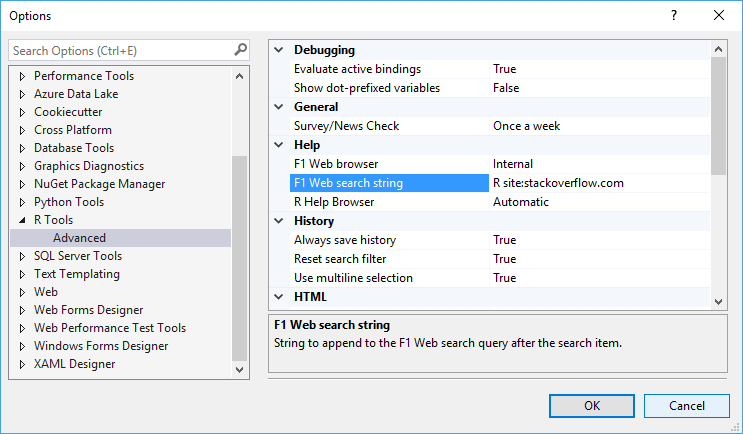 Options
Search Options (Ctrl+E)
Performance Tools
Azure Data Lake
Cookiecutter
Cross Platform
Database Tools
Graphics Diagnostics
NuGet Package Manager
Python Tools
R Tools
Advanced
SQL Server Tools
Text Templating
Web
Web Forms Designer
Web Performance Test Tools
Windows Forms Designer
XAML Designer
Debugging
Evaluate active bindings True
Show dot-prefixed variables False
General
Survey/News Check Once a week
Help
F1 Web browser Internal
F1 Web search string R site:stackoverflow.com
R Help Browser Automatic
History
Always save history True
Reset search filter True
Use multiline selection True
HTML
F1 Web search string
String to append to the F1 Web search query after the search item.
OK Cancel